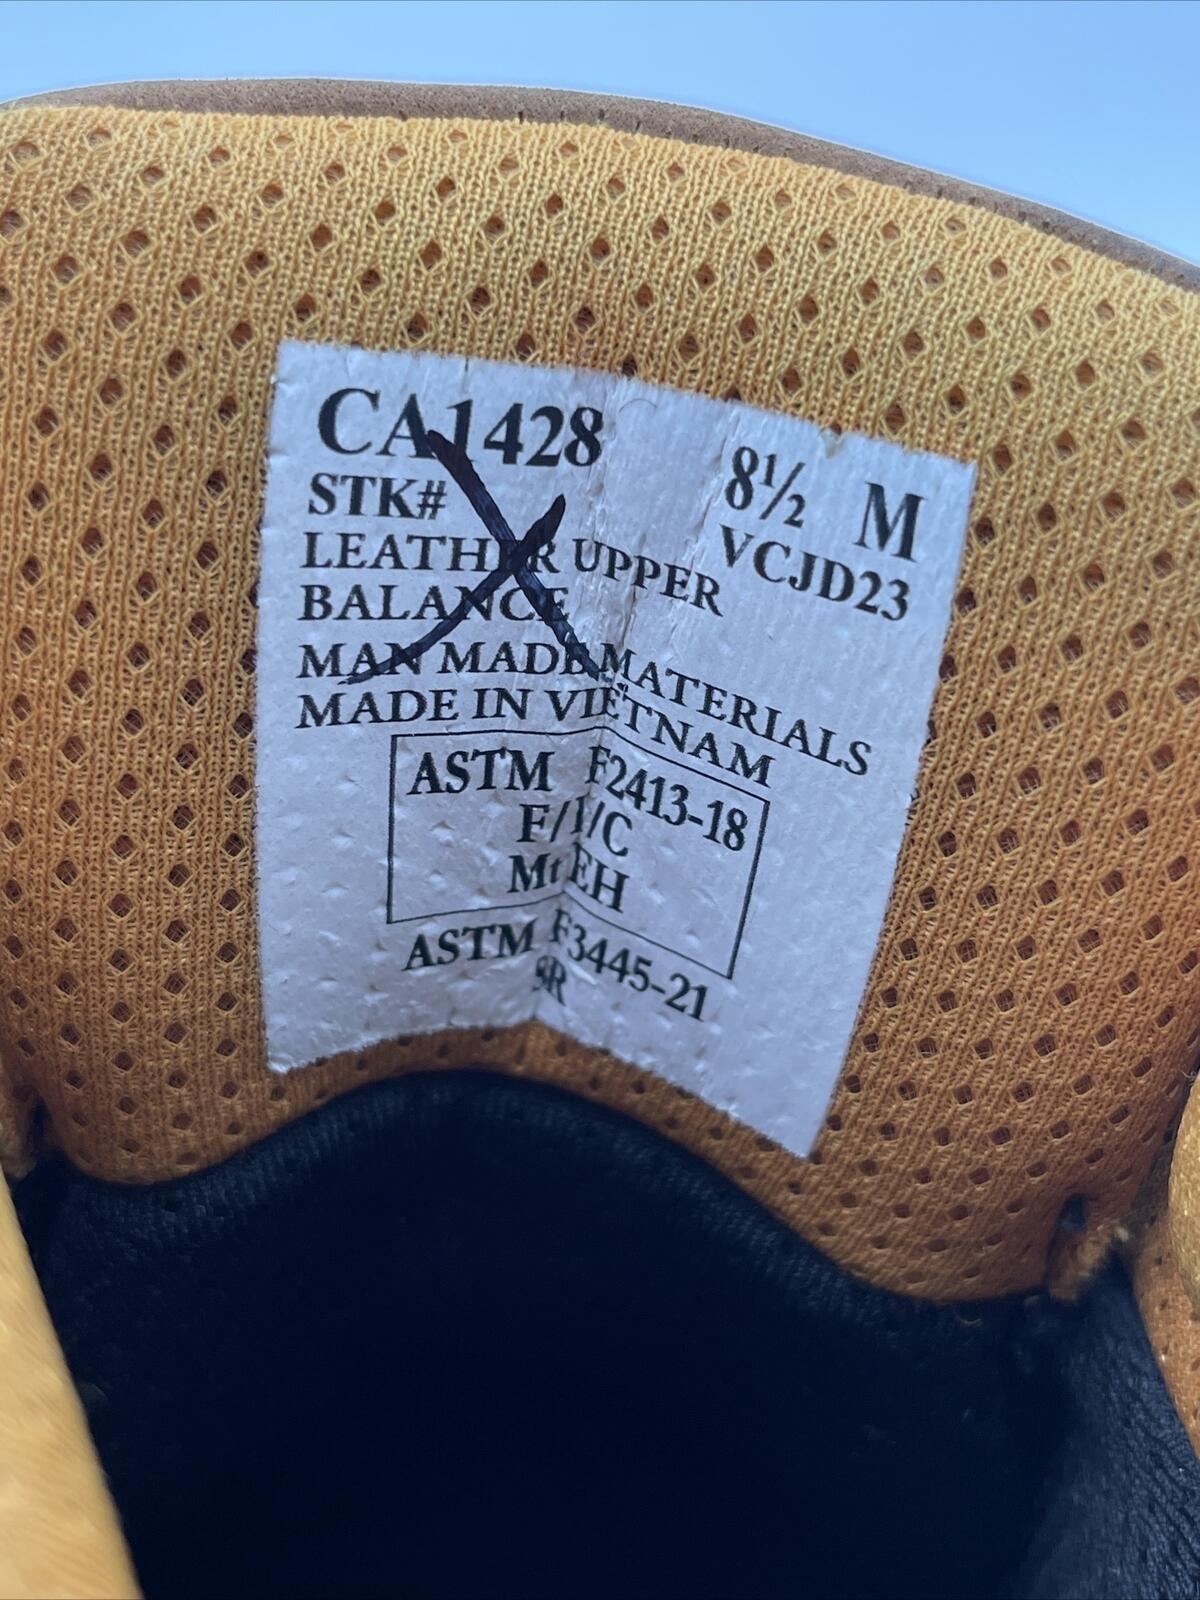 CA1428 8½ M
STK# VCJD23
LEATHER UPPER
BALANCE
MAN MADE MATERIALS
MADE IN VIETNAM
ASTM F2413-18
F/I/C
Mt EH
ASTM F3445-21
SR